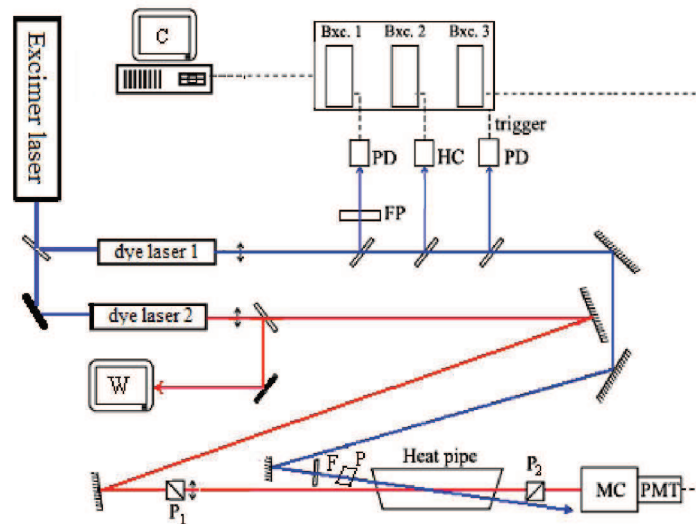 Excimer laser
C
Bxc. 1 Bxc. 2 Bxc. 3
trigger
PD HC PD
FP
dye laser 1
dye laser 2
W
F P Heat pipe
P1 P2 MC PMT